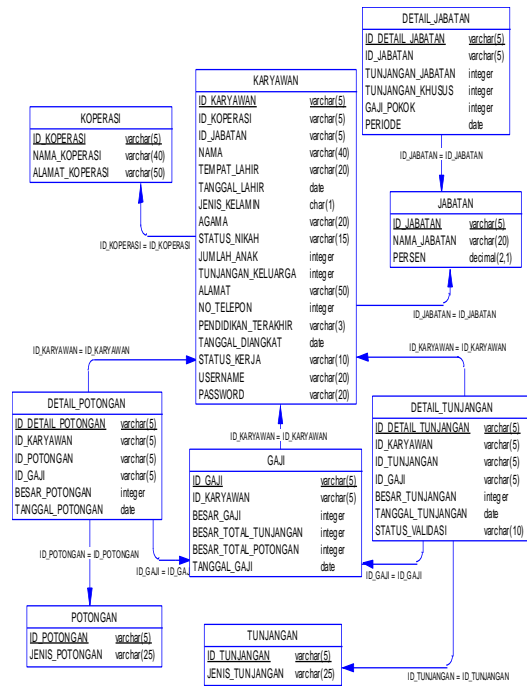 DETAIL_JABATAN
ID_DETAIL_JABATAN varchar(5)
ID_JABATAN varchar(5)
TUNJANGAN_JABATAN integer
TUNJANGAN_KHUSUS integer
GAJI_POKOK integer
PERIODE date
ID_JABATAN = ID_JABATAN
KARYAWAN
ID_KARYAWAN varchar(5)
ID_KOPERASI varchar(5)
ID_JABATAN varchar(5)
NAMA varchar(40)
TEMPAT_LAHIR varchar(20)
TANGGAL_LAHIR date
JENIS_KELAMIN char(1)
AGAMA varchar(20)
STATUS_NIKAH varchar(15)
JUMLAH_ANAK integer
TUNJANGAN_KELUARGA integer
ALAMAT varchar(50)
NO_TELEPON integer
PENDIDIKAN_TERAKHIR varchar(3)
TANGGAL_DIANGKAT date
STATUS_KERJA varchar(10)
USERNAME varchar(20)
PASSWORD varchar(20)
KOPERASI
ID_KOPERASI varchar(5)
NAMA_KOPERASI varchar(40)
ALAMAT_KOPERASI varchar(50)
ID_KOPERASI = ID_KOPERASI
JABATAN
ID_JABATAN varchar(5)
NAMA_JABATAN varchar(20)
PERSEN decimal(2,1)
ID_JABATAN = ID_JABATAN
ID_KARYAWAN = ID_KARYAWAN
ID_KARYAWAN = ID_KARYAWAN
DETAIL_POTONGAN
ID_DETAIL_POTONGAN varchar(5)
ID_KARYAWAN varchar(5)
ID_POTONGAN varchar(5)
ID_GAJI varchar(5)
BESAR_POTONGAN integer
TANGGAL_POTONGAN date
DETAIL_TUNJANGAN
ID_DETAIL_TUNJANGAN varchar(5)
ID_KARYAWAN varchar(5)
ID_TUNJANGAN varchar(5)
ID_GAJI varchar(5)
BESAR_TUNJANGAN integer
TANGGAL_TUNJANGAN date
STATUS_VALIDASI varchar(10)
ID_KARYAWAN = ID_KARYAWAN
GAJI
ID_GAJI varchar(5)
ID_KARYAWAN varchar(5)
BESAR_GAJI integer
BESAR_TOTAL_TUNJANGAN integer
BESAR_TOTAL_POTONGAN integer
TANGGAL_GAJI date
ID_POTONGAN = ID_POTONGAN
ID_GAJI = ID_GAJ
ID_GAJI = ID_GAJI
POTONGAN
ID_POTONGAN varchar(5)
JENIS_POTONGAN varchar(25)
TUNJANGAN
ID_TUNJANGAN varchar(5)
JENIS_TUNJANGAN varchar(25)
ID_TUNJANGAN = ID_TUNJANGAN